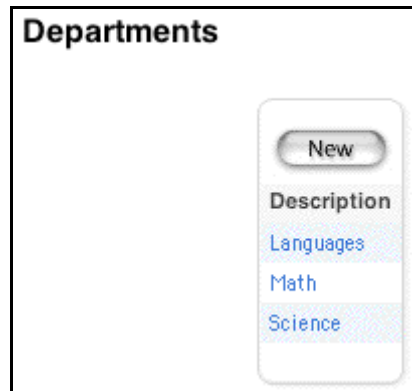 Departments
New
Description
Languages
Math
Science